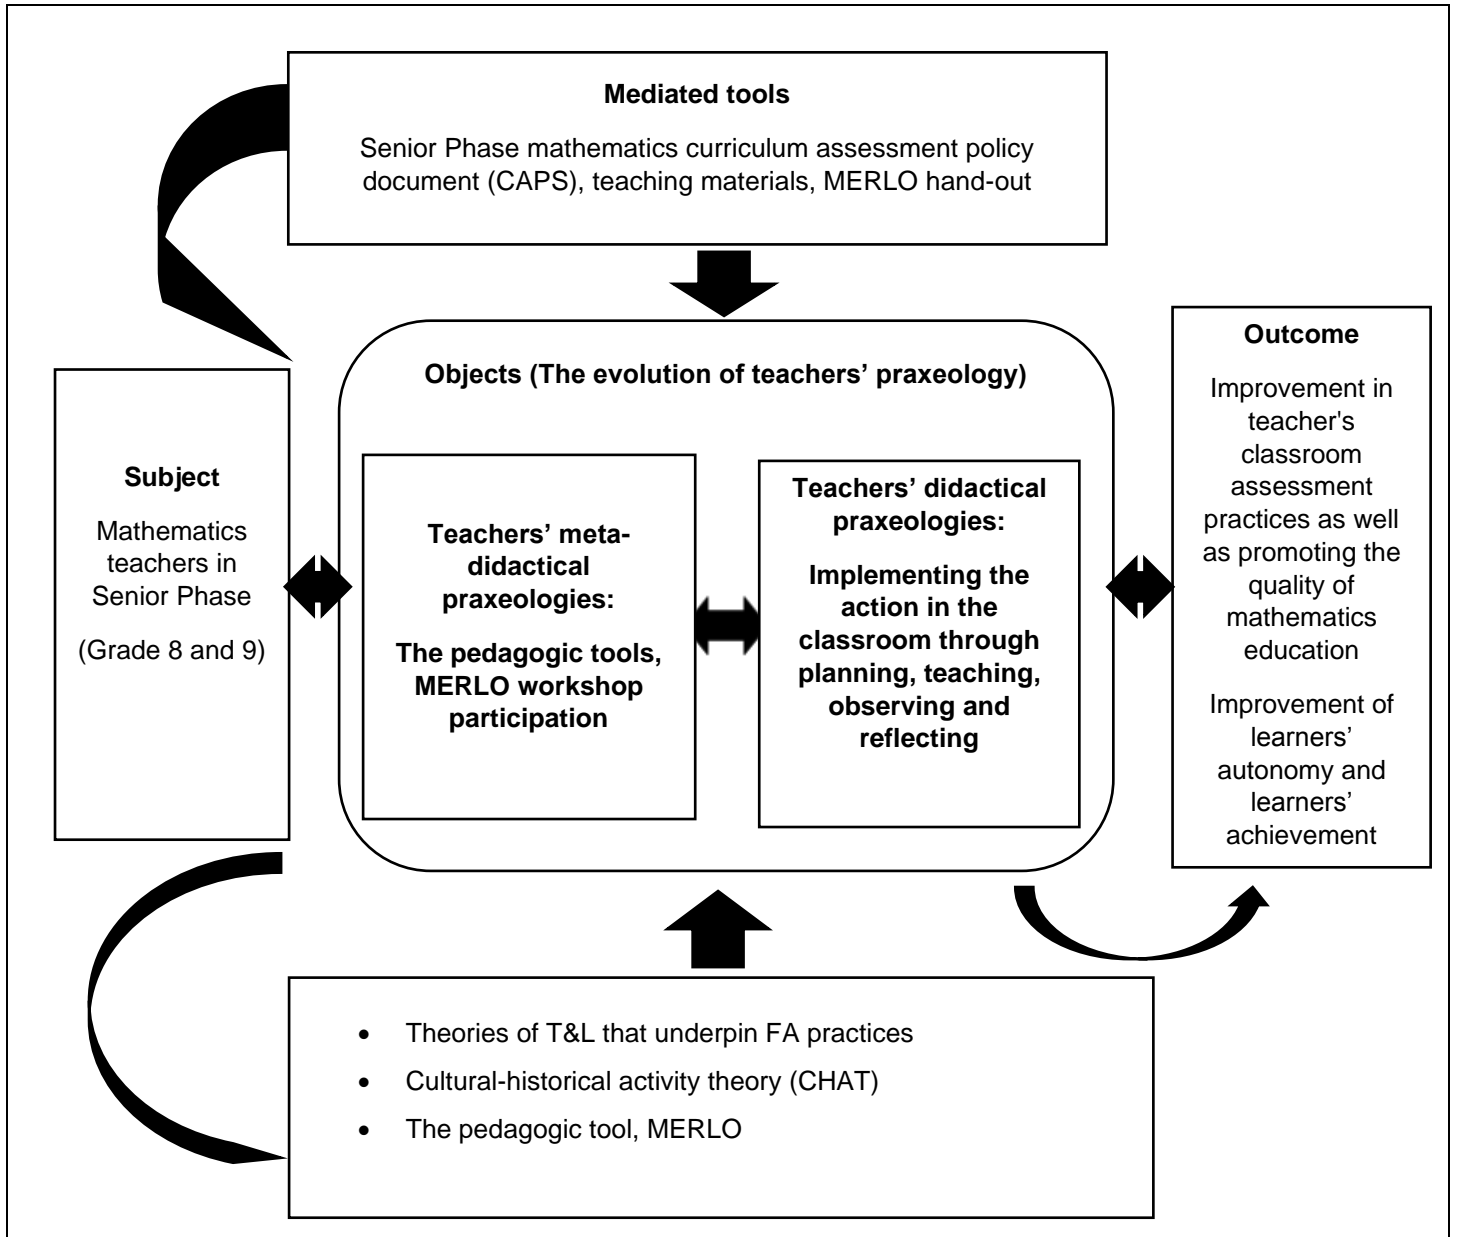 Mediated tools
Senior Phase mathematics curriculum assessment policy
document (CAPS), teaching materials, MERLO hand-out
Objects (The evolution of teachers’ praxeology)
Subject
Mathematics
teachers in
Senior Phase
(Grade 8 and 9)
Teachers’ meta-
didactical
praxeologies:
The pedagogic tools,
MERLO workshop
participation
Teachers’ didactical
praxeologies:
Implementing the
action in the
classroom through
planning, teaching,
observing and
reflecting
Outcome
Improvement in
teacher's
classroom
assessment
practices as well
as promoting the
quality of
mathematics
education
Improvement of
learners’
autonomy and
learners’
achievement
• Theories of T&L that underpin FA practices
• Cultural-historical activity theory (CHAT)
• The pedagogic tool, MERLO